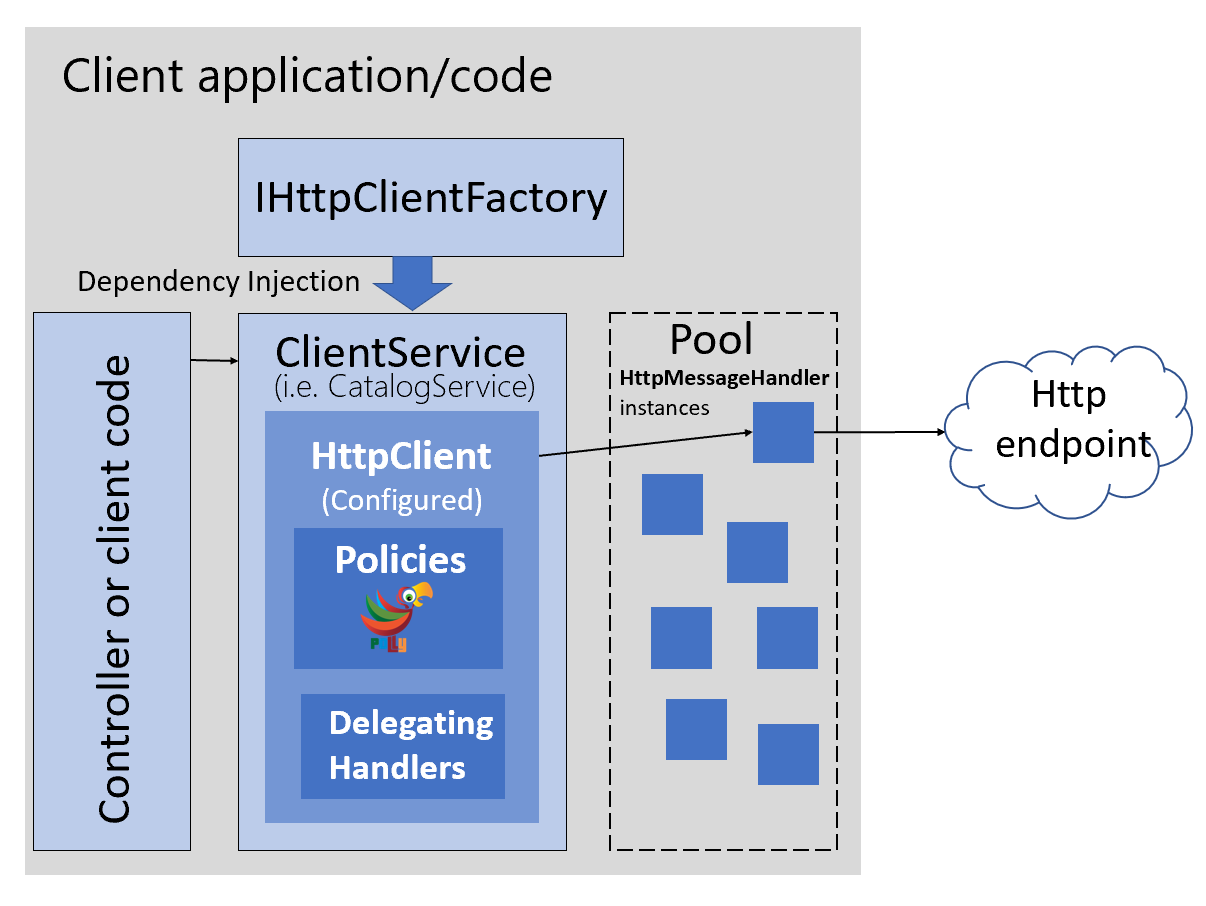 Client application/code
IHttpClientFactory
Dependency Injection
Controller or client code
ClientService
(i.e. CatalogService)
HttpClient
(Configured)
Policies
P lly
Delegating
Handlers
Pool
HttpMessageHandler
instances
Http
endpoint